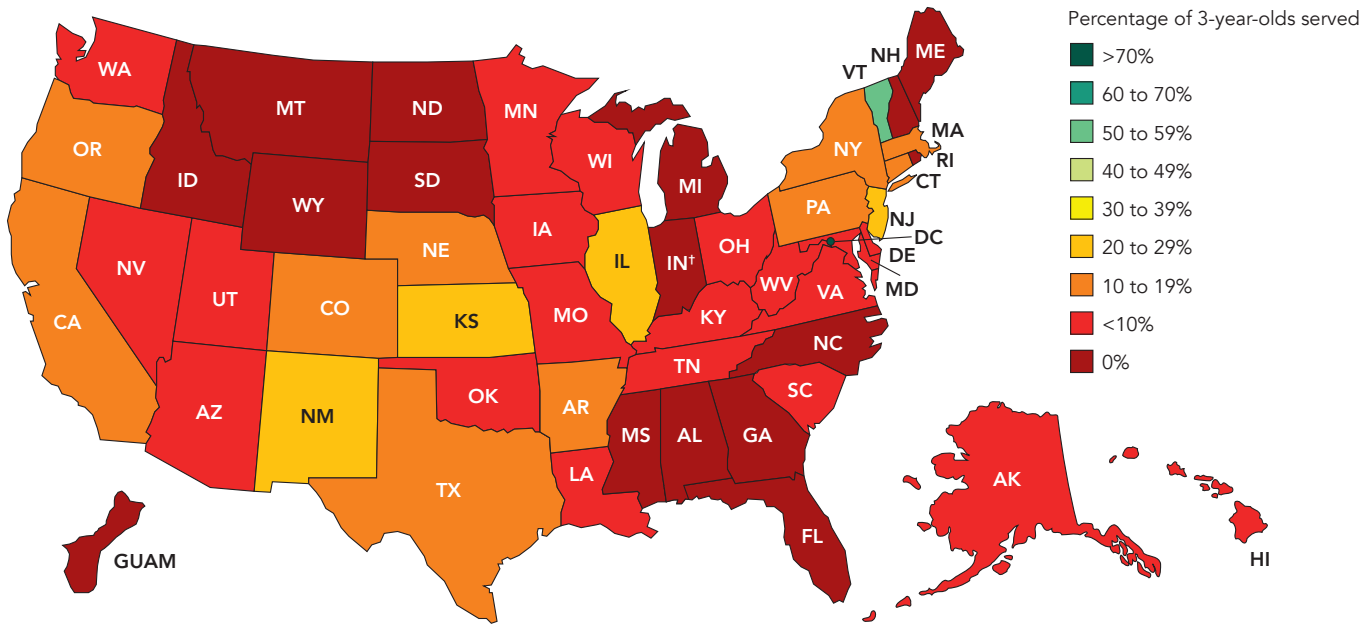 Percentage of 3-year-olds served
>70%
60 to 70%
50 to 59%
40 to 49%
30 to 39%
20 to 29%
10 to 19%
<10%
0%
WA
MT
ND
MN
VT
NH
ME
OR
ID
WY
SD
WI
MI
NY
MA
RI
CT
NV
UT
CO
NE
IA
IL
IN†
OH
PA
NJ
DC
DE
MD
CA
KS
MO
KY
WV
VA
AZ
NM
OK
AR
TN
NC
SC
TX
LA
MS
AL
GA
FL
GUAM
AK
HI